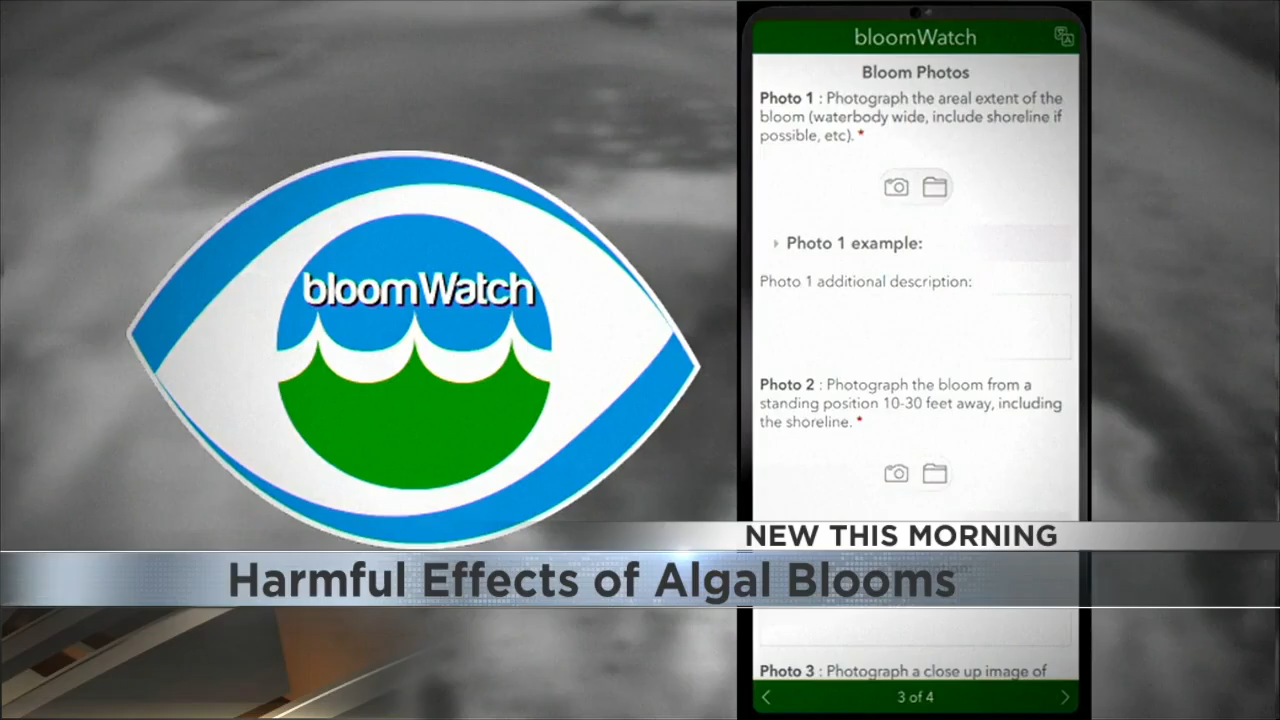 bloomWatch
bloomWatch
Bloom Photos
Photo 1 : Photograph the areal extent of the
bloom (waterbody wide, include shoreline if
possible, etc). *
Photo 1 example:
Photo 1 additional description:
Photo 2 : Photograph the bloom from a
standing position 10-30 feet away, including
the shoreline. *
NEW THIS MORNING
Harmful Effects of Algal Blooms
Photo 3 : Photograph a close up image of
3 of 4